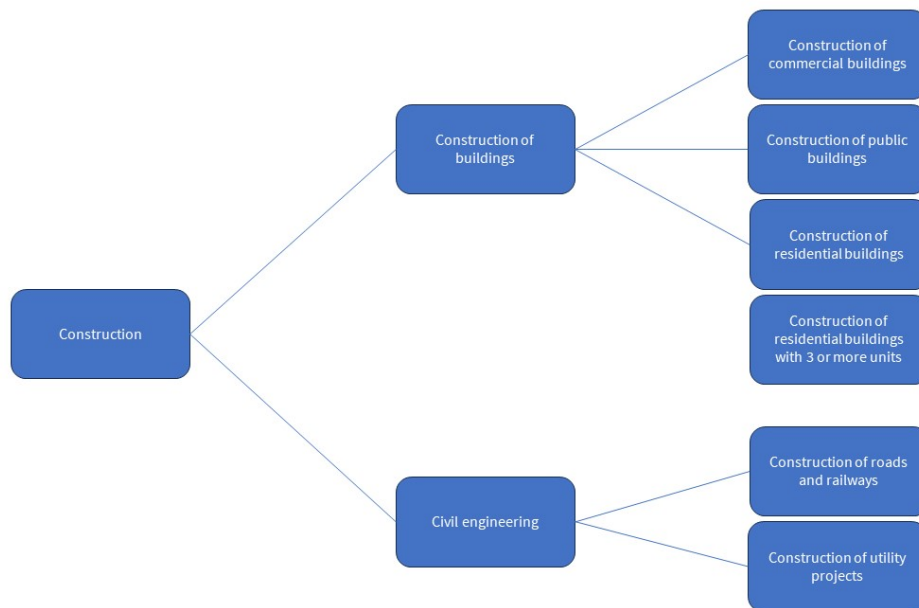 Construction of
commercial buildings
Construction of
buildings
Construction of public
buildings
Construction of
residential buildings
Construction
Construction of
residential buildings
with 3 or more units
Construction of roads
and railways
Civil engineering
Construction of utility
projects